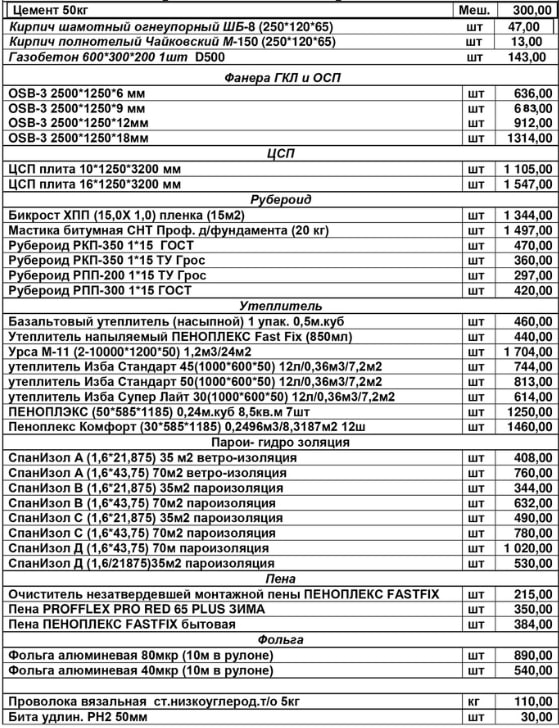 Цемент 50кг Меш. 300,00
Кирпич шамотный огнеупорный ШБ-8 (250*120*65) шт 47,00
Кирпич полнотелый Чайковский М-150 (250*120*65) шт 13,00
Газобетон 600*300*200 1шт D500 шт 143,00
Фанера ГКЛ и ОСП
OSB-3 2500*1250*6 мм шт 636,00
OSB-3 2500*1250*9 мм шт 683,00
OSB-3 2500*1250*12мм шт 912,00
OSB-3 2500*1250*18мм шт 1314,00
ЦСП
ЦСП плита 10*1250*3200 мм шт 1 105,00
ЦСП плита 16*1250*3200 мм шт 1 547,00
Рубероид
Бикрост ХПП (15,0Х 1,0) пленка (15м2) шт 1 344,00
Мастика битумная СНТ Проф. д/фундамента (20 кг) шт 1 497,00
Рубероид РКП-350 1*15 ГОСТ шт 470,00
Рубероид РКП-350 1*15 ТУ Грос шт 360,00
Рубероид РПП-200 1*15 ТУ Грос шт 297,00
Рубероид РПП-300 1*15 ГОСТ шт 420,00
Утеплитель
Базальтовый утеплитель (насыпной) 1 упак. 0,5м.куб шт 460,00
Утеплитель напыляемый ПЕНОПЛЕКС Fast Fix (850мл) шт 440,00
Урса М-11 (2-10000*1200*50) 1,2м3/24м2 шт 1 704,00
утеплитель Изба Стандарт 45(1000*600*50) 12л/0,36м3/7,2м2 шт 744,00
утеплитель Изба Стандарт 50(1000*600*50) 12л/0,36м3/7,2м2 шт 813,00
утеплитель Изба Супер Лайт 30(1000*600*50) 12л/0,36м3/7,2м2 шт 614,00
ПЕНОПЛЭКС (50*585*1185) 0,24м.куб 8,5кв.м 7шт шт 1250,00
Пеноплекс Комфорт (30*585*1185) 0,2496м3/8,3187м2 12ш шт 1460,00
Парои- гидро золяция
СпанИзол А (1,6*21,875) 35 м2 ветро-изоляция шт 408,00
СпанИзол А (1,6*43,75) 70м2 ветро-изоляция шт 760,00
СпанИзол В (1,6*21,875) 35м2 пароизоляция шт 344,00
СпанИзол В (1,6*43,75) 70м2 пароизоляция шт 632,00
СпанИзол С (1,6*21,875) 35м2 пароизоляция шт 490,00
СпанИзол С (1,6*43,75) 70м2 пароизоляция шт 780,00
СпанИзол Д (1,6*43,75) 70м пароизоляция шт 1 020,00
СпанИзол Д (1,6/21875)35м2 пароизоляция шт 530,00
Пена
Очиститель незатвердевшей монтажной пены ПЕНОПЛЕКС FASTFIX шт 215,00
Пена PROFFLEX PRO RED 65 PLUS ЗИМА шт 350,00
Пена ПЕНОПЛЕКС FASTFIX бытовая шт 384,00
Фольга
Фольга алюминевая 80мкр (10м в рулоне) шт 890,00
Фольга алюминевая 40мкр (10м в рулоне) шт 540,00
Проволока вязальная ст.низкоуглерод.т/о 5кг кг 110,00
Бита удлин. PH2 50мм шт 30,00